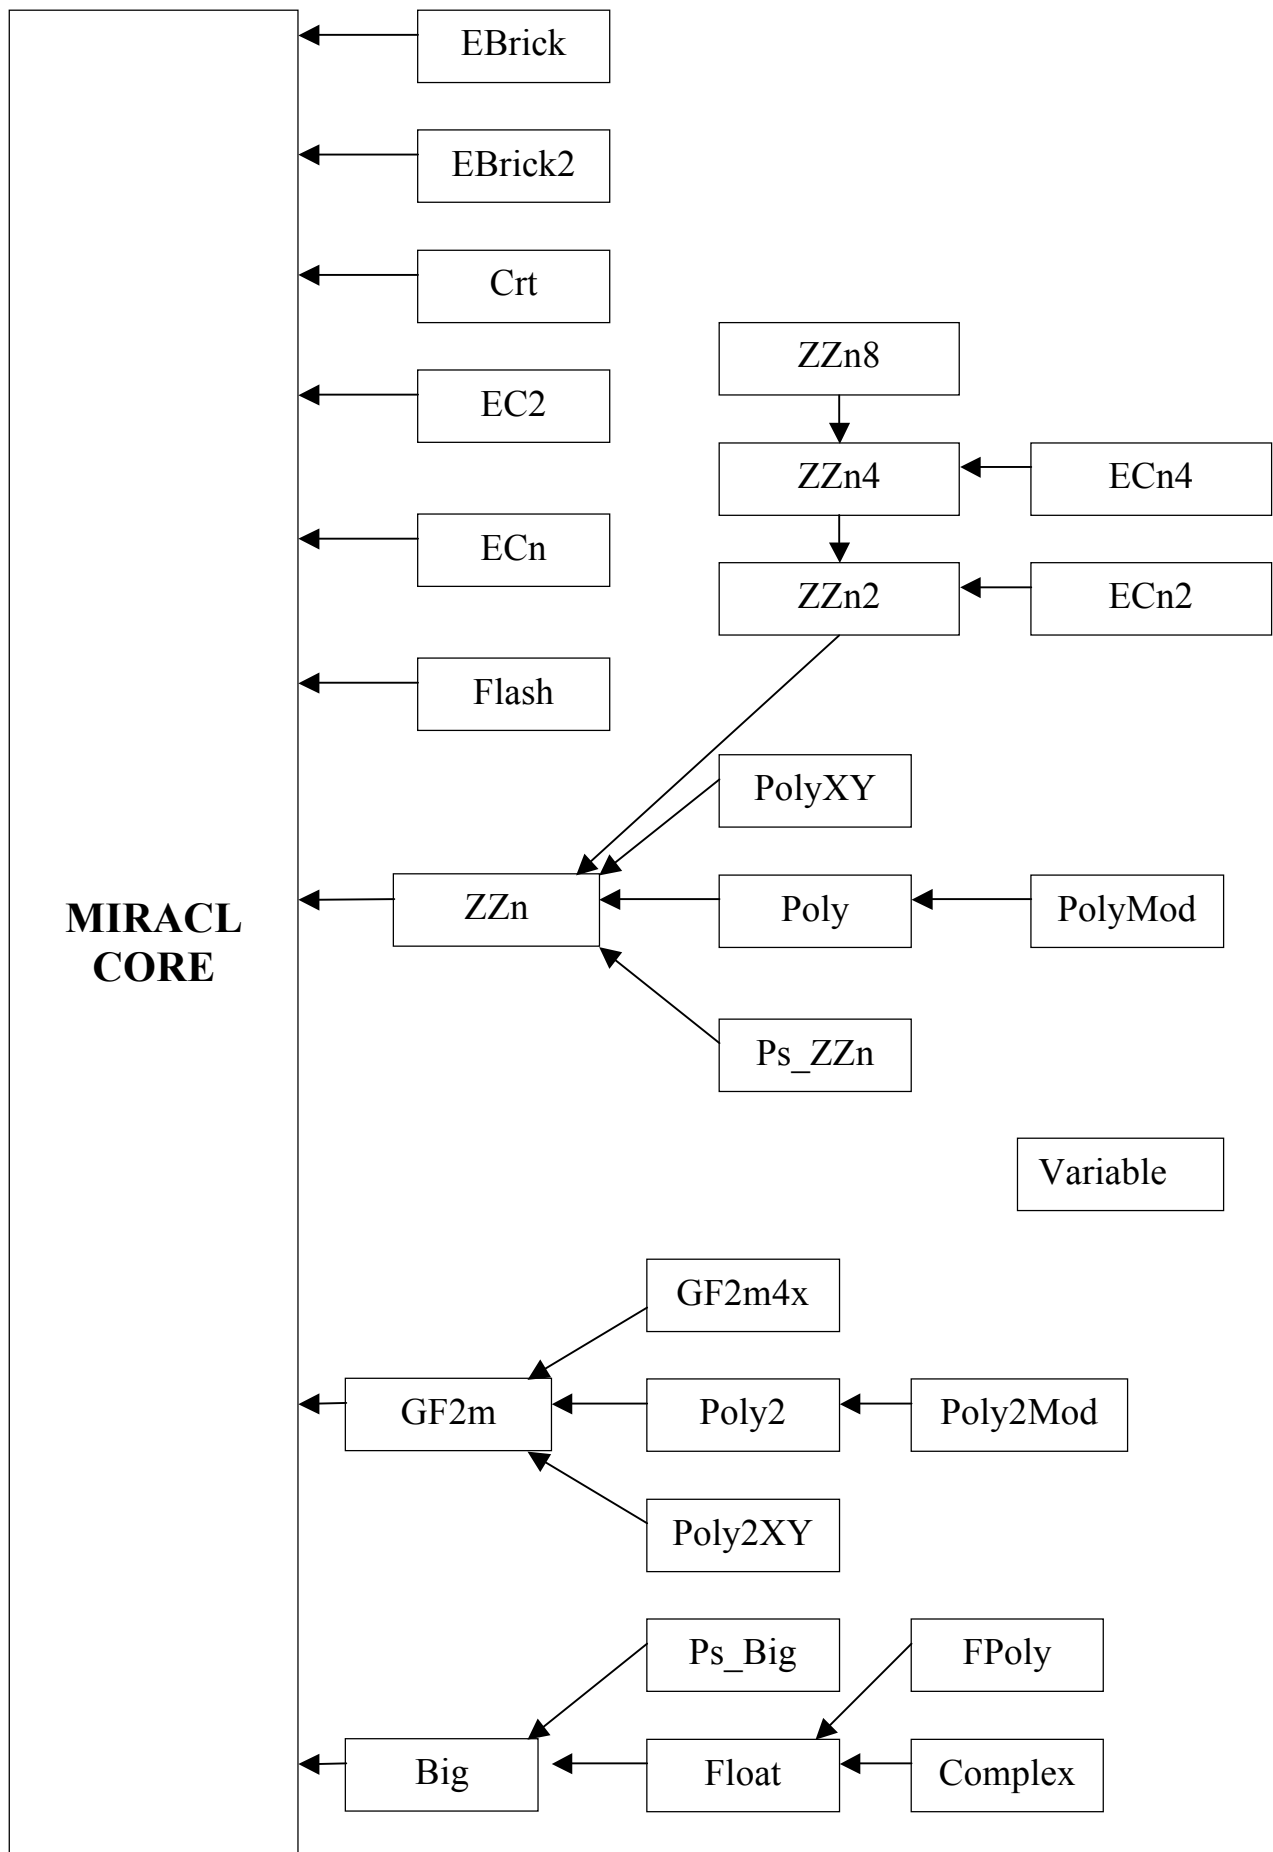 EBrick
EBrick2
Crt
ZZn8
EC2
ZZn4
ECn4
ECn
ZZn2
ECn2
Flash
PolyXY
MIRACL
CORE
ZZn
Poly
PolyMod
Ps_ZZn
Variable
GF2m4x
GF2m
Poly2
Poly2Mod
Poly2XY
Ps_Big
FPoly
Big
Float
Complex